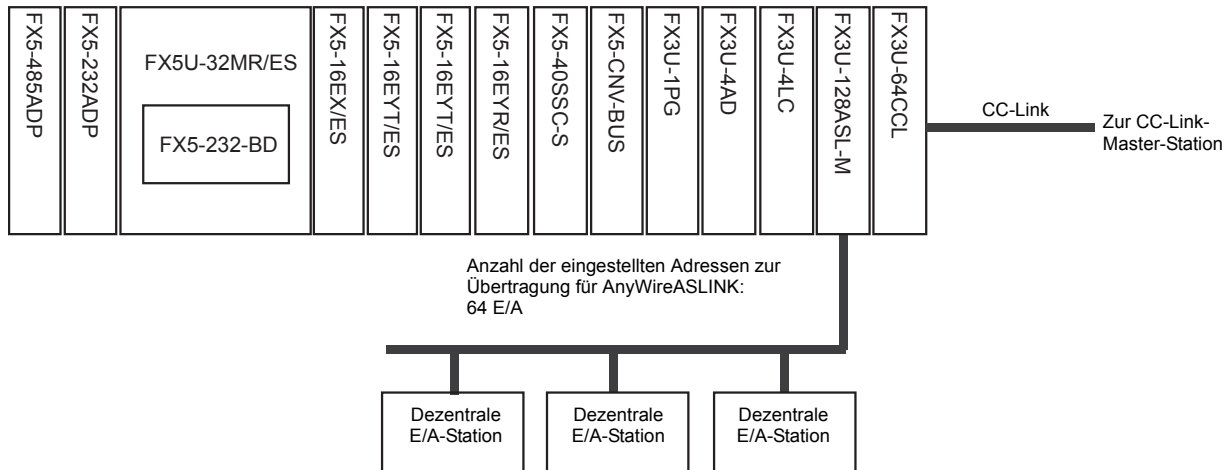 FX5-485ADP
FX5-232ADP
FX5U-32MR/ES
FX5-232-BD
FX5-16EX/ES
FX5-16EYT/ES
FX5-16EYT/ES
FX5-16EYR/ES
FX5-40SSC-S
FX5-CNV-BUS
FX3U-1PG
FX3U-4AD
FX3U-4LC
FX3U-128ASL-M
FX3U-64CCL
CC-Link
Zur CC-Link-
Master-Station
Anzahl der eingestellten Adressen zur
Übertragung für AnyWireASLINK:
64 E/A
Dezentrale
E/A-Station
Dezentrale
E/A-Station
Dezentrale
E/A-Station